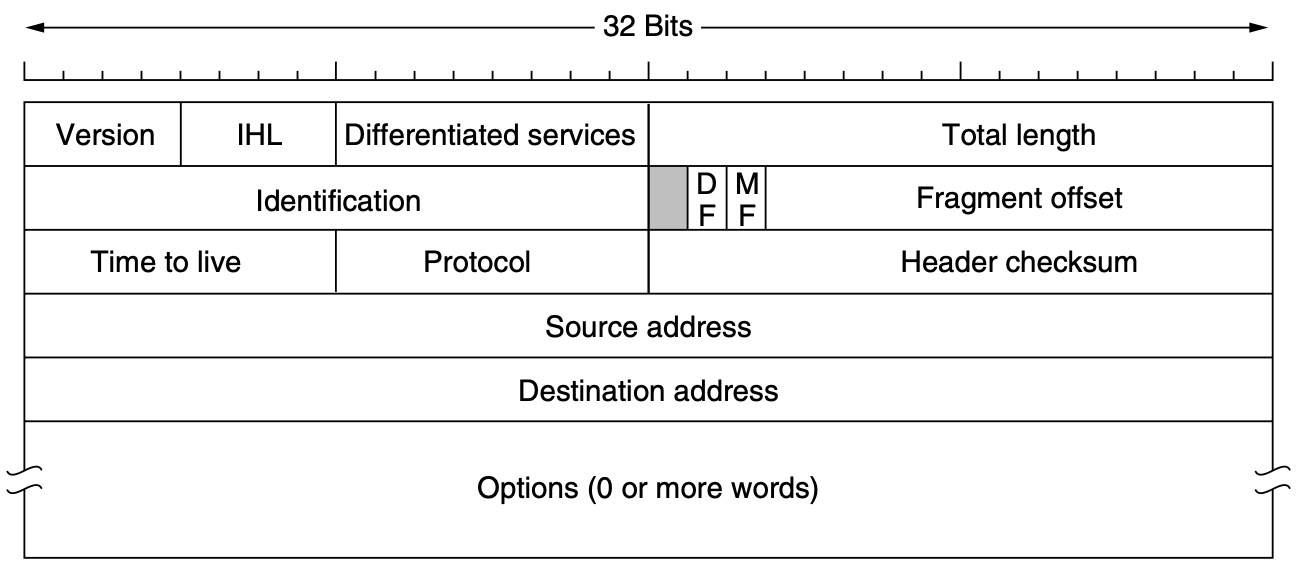 32 Bits
Version IHL Differentiated services Total length
Identification DF MF Fragment offset
Time to live Protocol Header checksum
Source address
Destination address
Options (0 or more words)